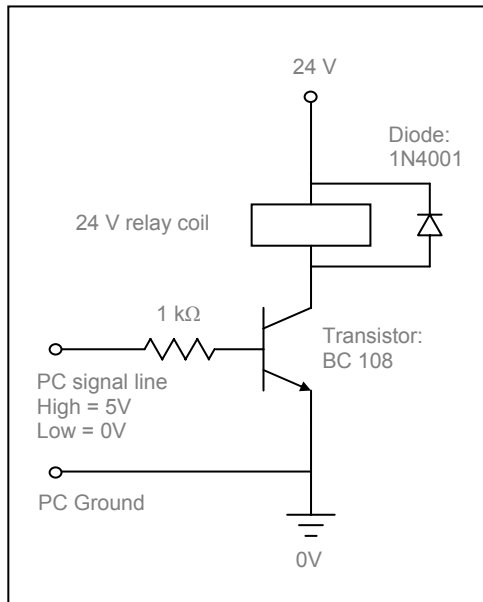 24 V
Diode:
1N4001
24 V relay coil
1 kΩ
Transistor:
BC 108
PC signal line
High = 5V
Low = 0V
PC Ground
0V